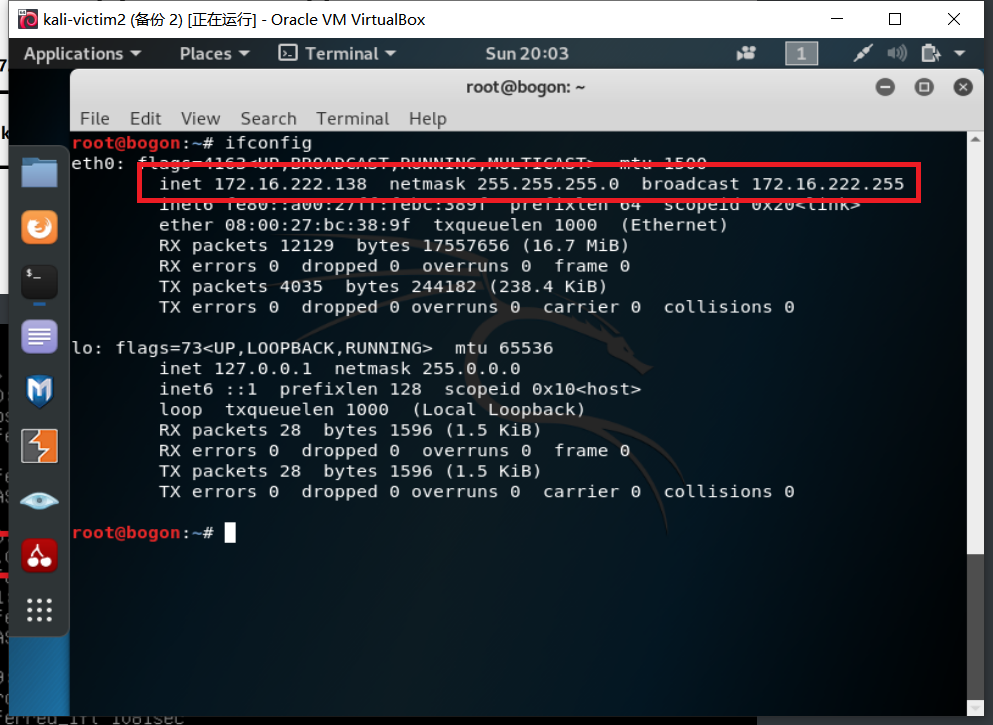 kali-victim2 (备份 2) [正在运行] - Oracle VM VirtualBox
Applications Places Terminal Sun 20:03 1
root@bogon: ~
File Edit View Search Terminal Help
root@bogon:~# ifconfig
eth0: flags=4163<UP,BROADCAST,RUNNING,MULTICAST> mtu 1500
inet 172.16.222.138 netmask 255.255.255.0 broadcast 172.16.222.255
inet6 fe80::a00:27ff:febc:389f prefixlen 64 scopeid 0x20<link>
ether 08:00:27:bc:38:9f txqueuelen 1000 (Ethernet)
RX packets 12129 bytes 17557656 (16.7 MiB)
RX errors 0 dropped 0 overruns 0 frame 0
TX packets 4035 bytes 244182 (238.4 KiB)
TX errors 0 dropped 0 overruns 0 carrier 0 collisions 0
lo: flags=73<UP,LOOPBACK,RUNNING> mtu 65536
inet 127.0.0.1 netmask 255.0.0.0
inet6 ::1 prefixlen 128 scopeid 0x10<host>
loop txqueuelen 1000 (Local Loopback)
RX packets 28 bytes 1596 (1.5 KiB)
RX errors 0 dropped 0 overruns 0 frame 0
TX packets 28 bytes 1596 (1.5 KiB)
TX errors 0 dropped 0 overruns 0 carrier 0 collisions 0
root@bogon:~#